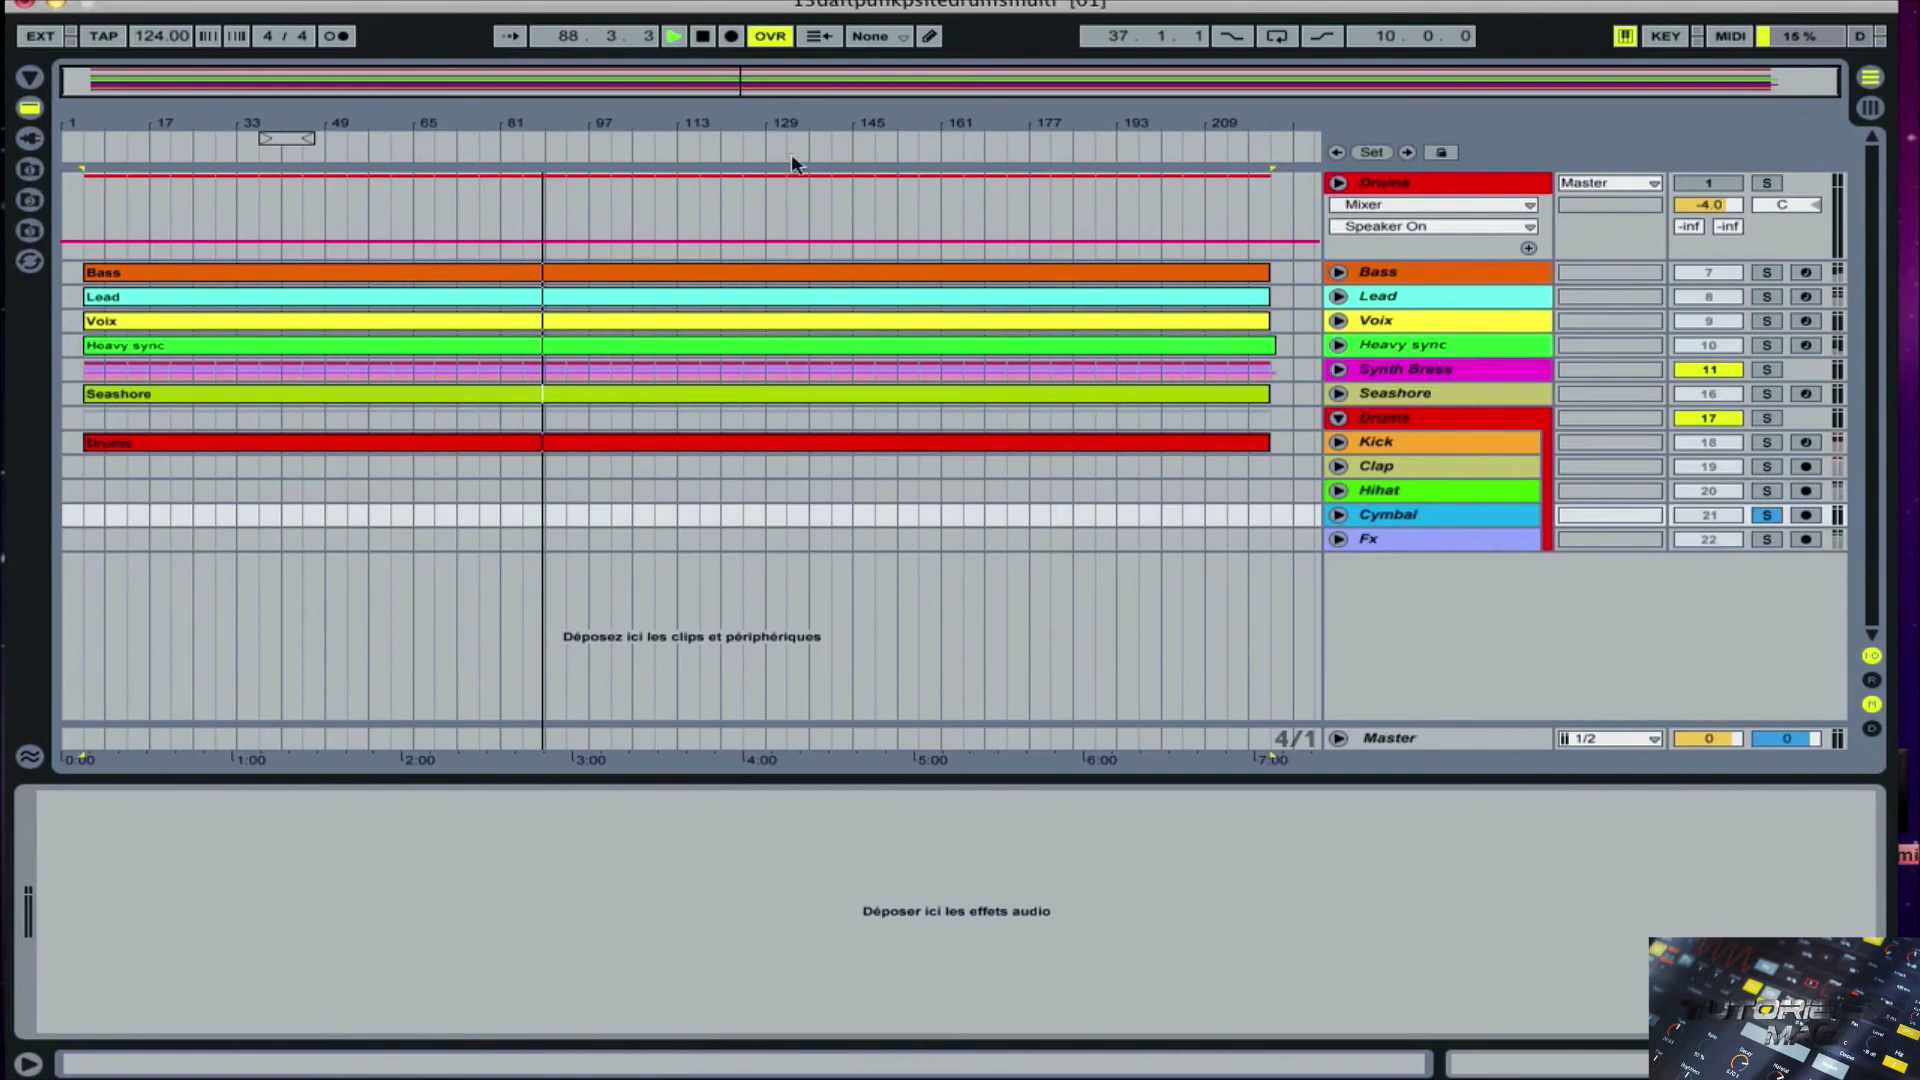 EXT TAP 124.00 4 / 4 88. 3. 3 OVR None 37. 1. 1 10. 0. 0 KEY MIDI 15 % D
1 17 33 49 65 81 97 113 129 145 161 177 193 209
Set
Drums Master 1 S
Mixer -4.0 C
Speaker On -inf -inf
Bass Bass 7 S
Lead Lead 8 S
Voix Voix 9 S
Heavy sync Heavy sync 10 S
Synth Brass 11 S
Seashore Seashore 16 S
Drums 17 S
Drums Kick 18 S
Clap 19 S
Hihat 20 S
Cymbal 21 S
Fx 22 S
Déposez ici les clips et périphériques
I·O
R
M
D
4/1 Master 1/2 0 0
0:00 1:00 2:00 3:00 4:00 5:00 6:00 7:00
mi
Déposer ici les effets audio